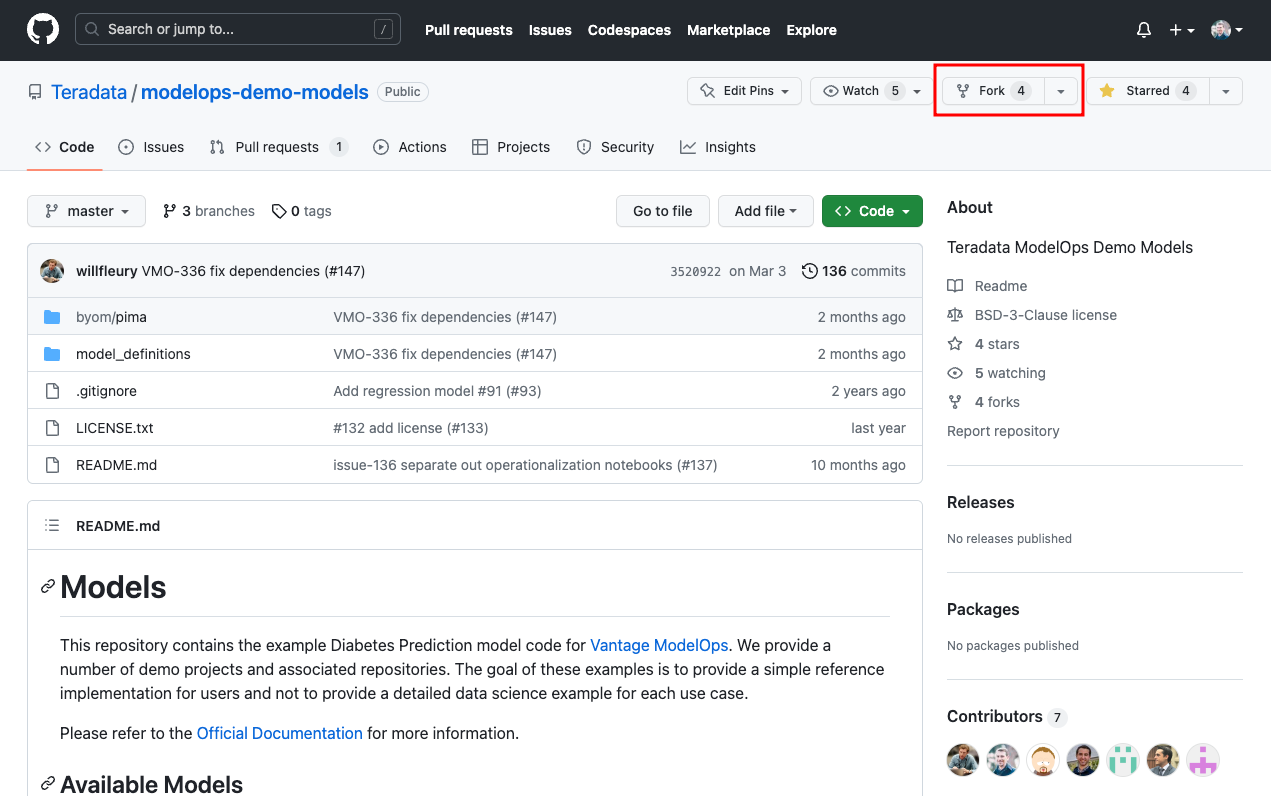 Search or jump to... /
Pull requests Issues Codespaces Marketplace Explore
Teradata / modelops-demo-models Public
Edit Pins Watch 5 Fork 4 Starred 4
Code Issues Pull requests 1 Actions Projects Security Insights
master 3 branches 0 tags Go to file Add file Code
willfleury VMO-336 fix dependencies (#147) 3520922 on Mar 3 136 commits
byom/pima VMO-336 fix dependencies (#147) 2 months ago
model_definitions VMO-336 fix dependencies (#147) 2 months ago
.gitignore Add regression model #91 (#93) 2 years ago
LICENSE.txt #132 add license (#133) last year
README.md issue-136 separate out operationalization notebooks (#137) 10 months ago
README.md
Models
This repository contains the example Diabetes Prediction model code for Vantage ModelOps. We provide a
number of demo projects and associated repositories. The goal of these examples is to provide a simple reference
implementation for users and not to provide a detailed data science example for each use case.
Please refer to the Official Documentation for more information.
Available Models
About
Teradata ModelOps Demo Models
Readme
BSD-3-Clause license
4 stars
5 watching
4 forks
Report repository
Releases
No releases published
Packages
No packages published
Contributors 7